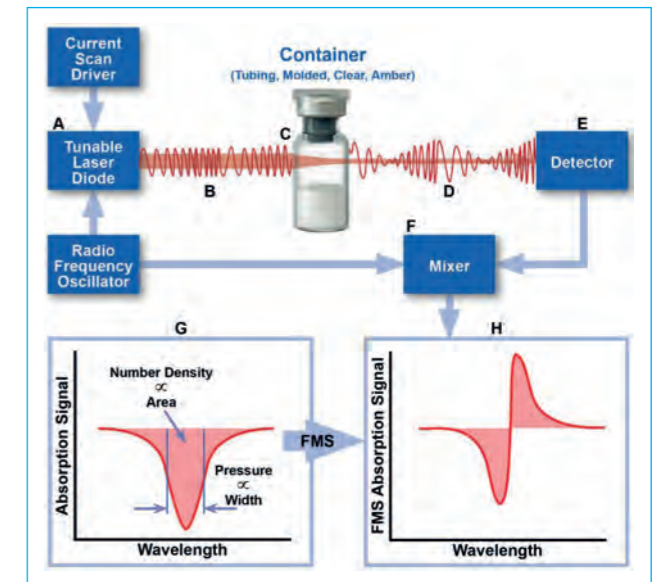 Current
Scan
Driver
Container
(Tubing, Molded, Clear, Amber)
A
C
E
Tunable
Laser
Diode
Detector
B
D
F
Radio
Frequency
Oscillator
Mixer
G
H
Absorption Signal
Number Density
∝
Area
Pressure
∝
Width
Wavelength
FMS
FMS Absorption Signal
Wavelength